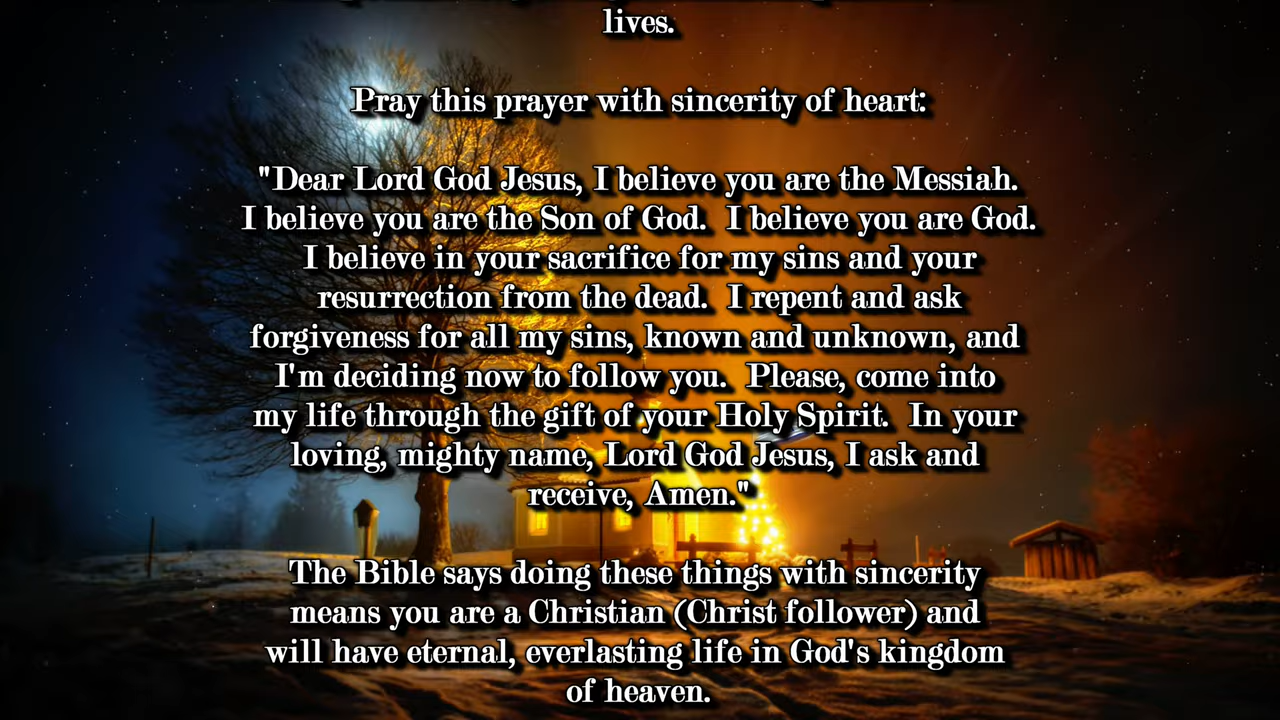 lives.
Pray this prayer with sincerity of heart:
"Dear Lord God Jesus, I believe you are the Messiah.
I believe you are the Son of God.  I believe you are God.
I believe in your sacrifice for my sins and your
resurrection from the dead.  I repent and ask
forgiveness for all my sins, known and unknown, and
I'm deciding now to follow you.  Please, come into
my life through the gift of your Holy Spirit.  In your
loving, mighty name, Lord God Jesus, I ask and
receive, Amen."
The Bible says doing these things with sincerity
means you are a Christian (Christ follower) and
will have eternal, everlasting life in God's kingdom
of heaven.